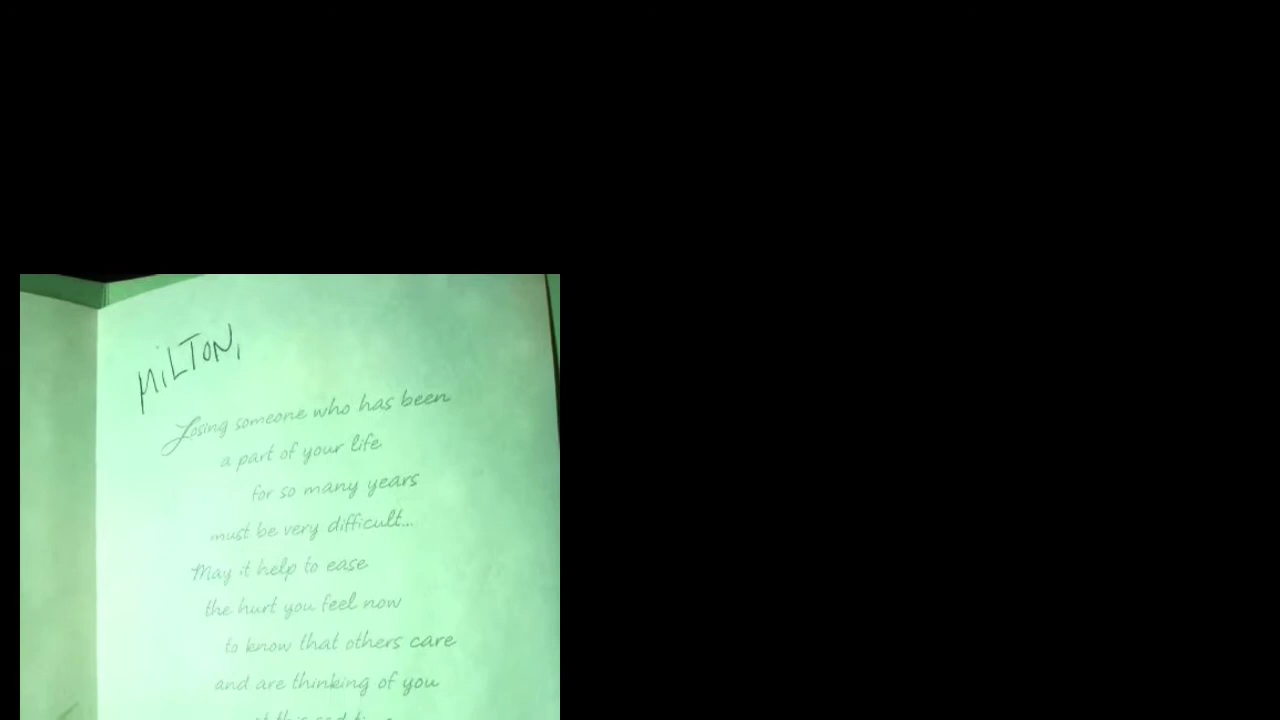 MiLTON,
Losing someone who has been
a part of your life
for so many years
must be very difficult...
May it help to ease
the hurt you feel now
to know that others care
and are thinking of you